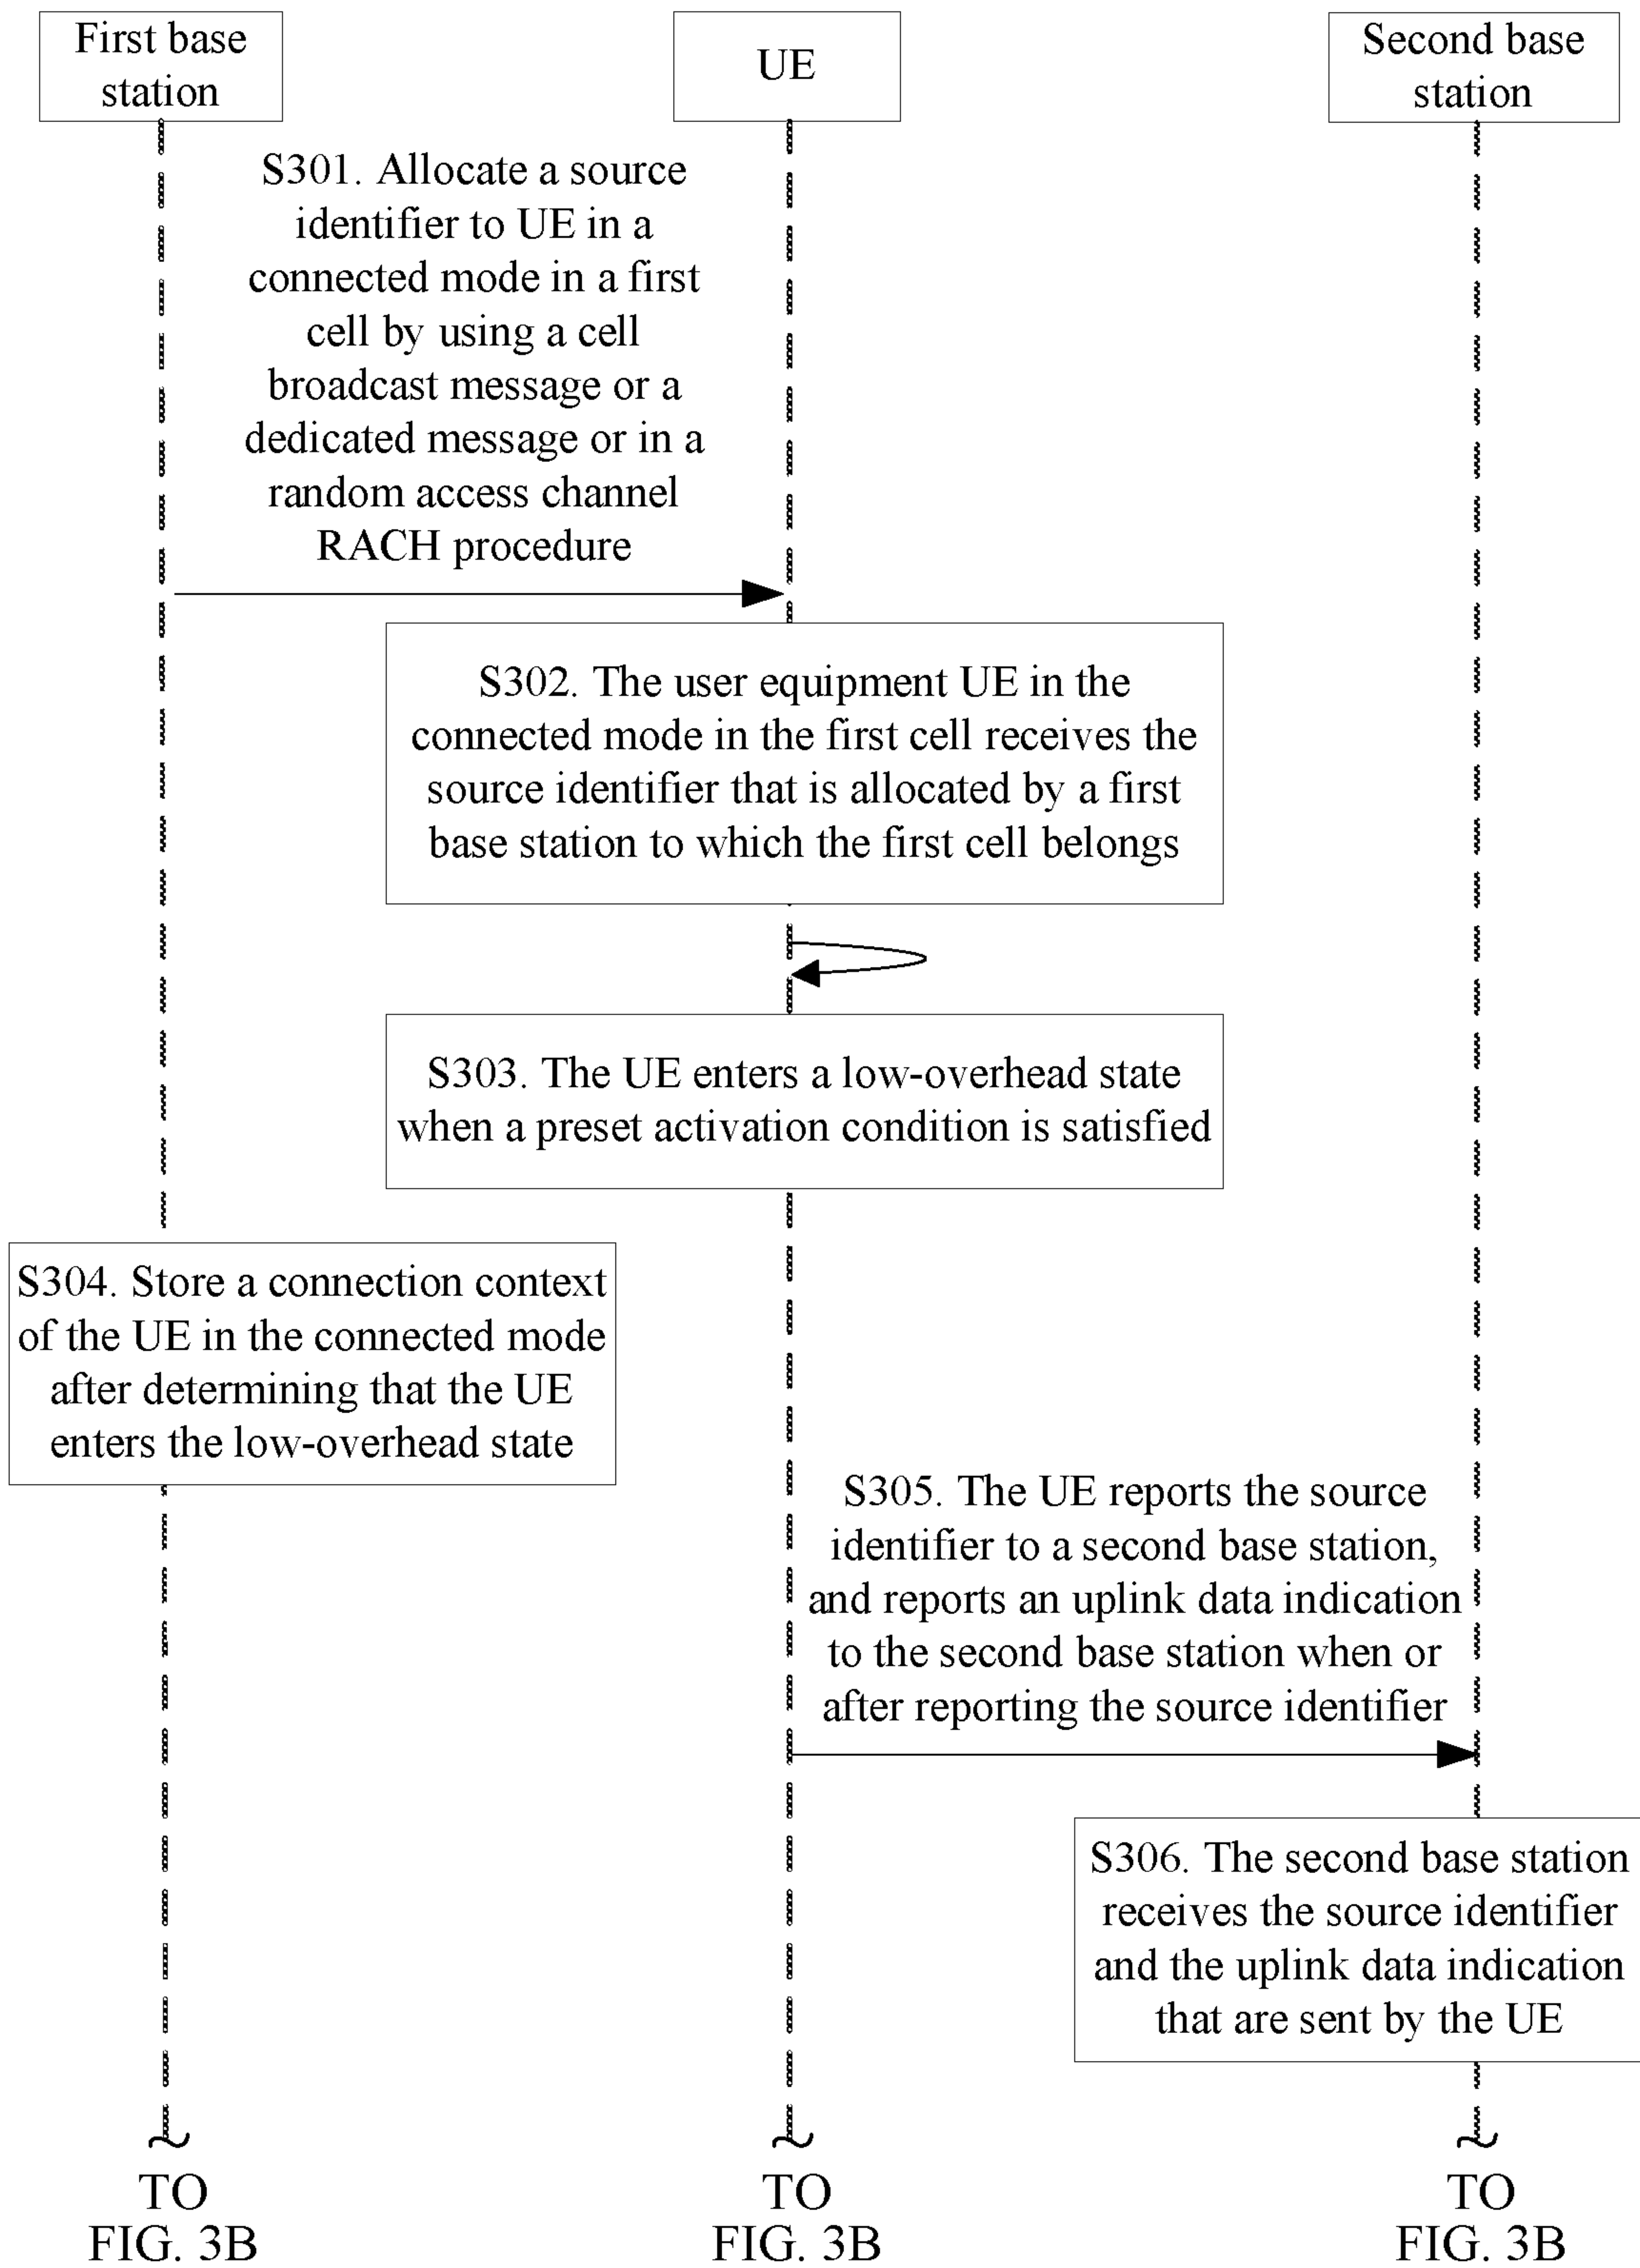 First base
station
UE
Second base
station
S301. Allocate a source
identifier to UE in a
connected mode in a first
cell by using a cell
broadcast message or a
dedicated message or in a
random access channel
RACH procedure
S302. The user equipment UE in the
connected mode in the first cell receives the
source identifier that is allocated by a first
base station to which the first cell belongs
S303. The UE enters a low-overhead state
when a preset activation condition is satisfied
S304. Store a connection context
of the UE in the connected mode
after determining that the UE
enters the low-overhead state
S305. The UE reports the source
identifier to a second base station,
and reports an uplink data indication
to the second base station when or
after reporting the source identifier
S306. The second base station
receives the source identifier
and the uplink data indication
that are sent by the UE
TO
FIG. 3B
TO
FIG. 3B
TO
FIG. 3B